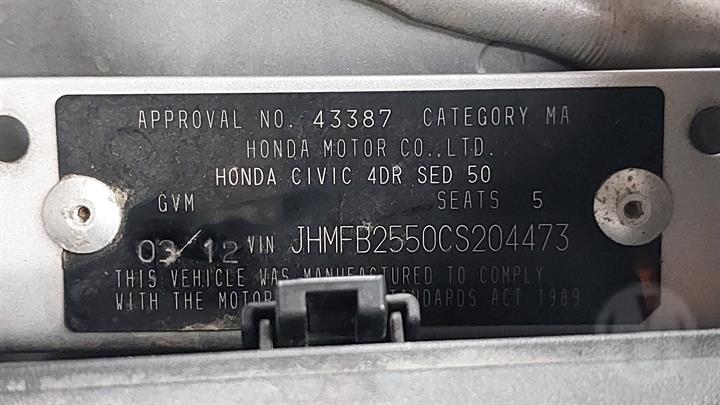 APPROVAL NO. 43387 CATEGORY MA
HONDA MOTOR CO.,LTD.
HONDA CIVIC 4DR SED 50
GVM SEATS 5
03/12 VIN JHMFB2550CS204473
THIS VEHICLE WAS MANUFACTURED TO COMPLY
WITH THE MOTOR STANDARDS ACT 1989